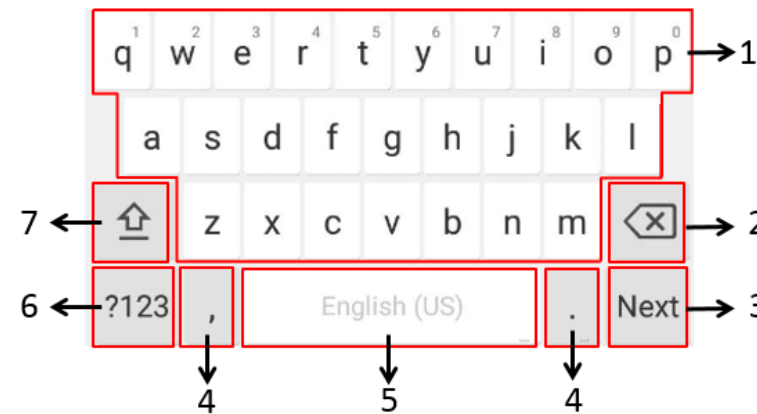 1 2 3 4 5 6 7 8 9 0
q w e r t y u i o p 1
a s d f g h j k l
7 z x c v b n m 2
6 ?123 , English (US) . Next 3
... ...
4 5 4